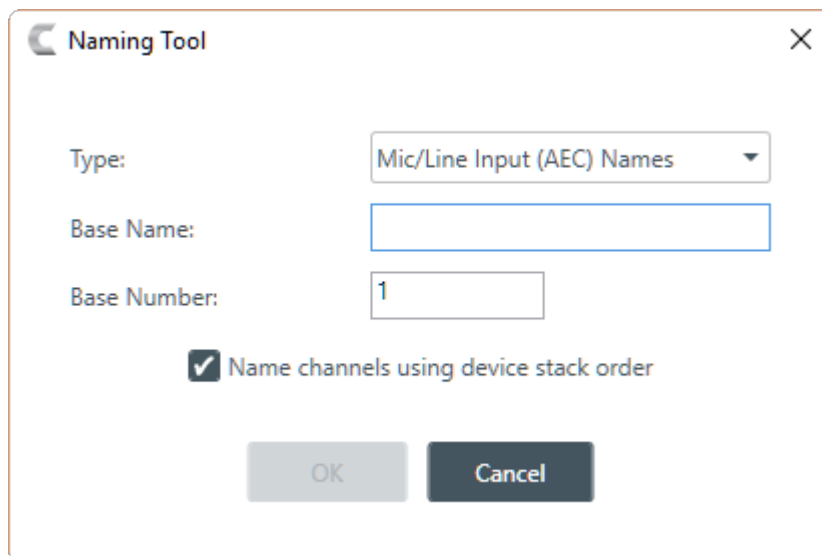 Naming Tool
Type:
Mic/Line Input (AEC) Names
Base Name:
Base Number:
1
Name channels using device stack order
OK
Cancel